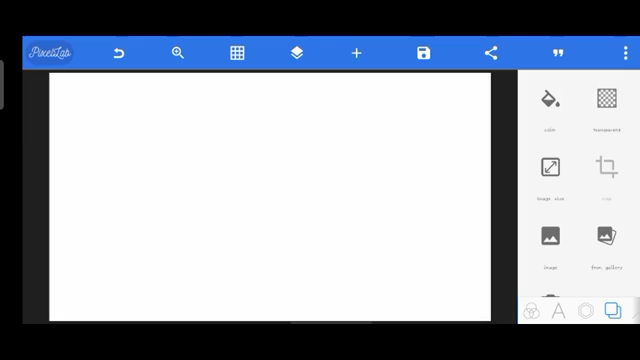 PixelLab
color
transparent
image size
crop
image
from gallery